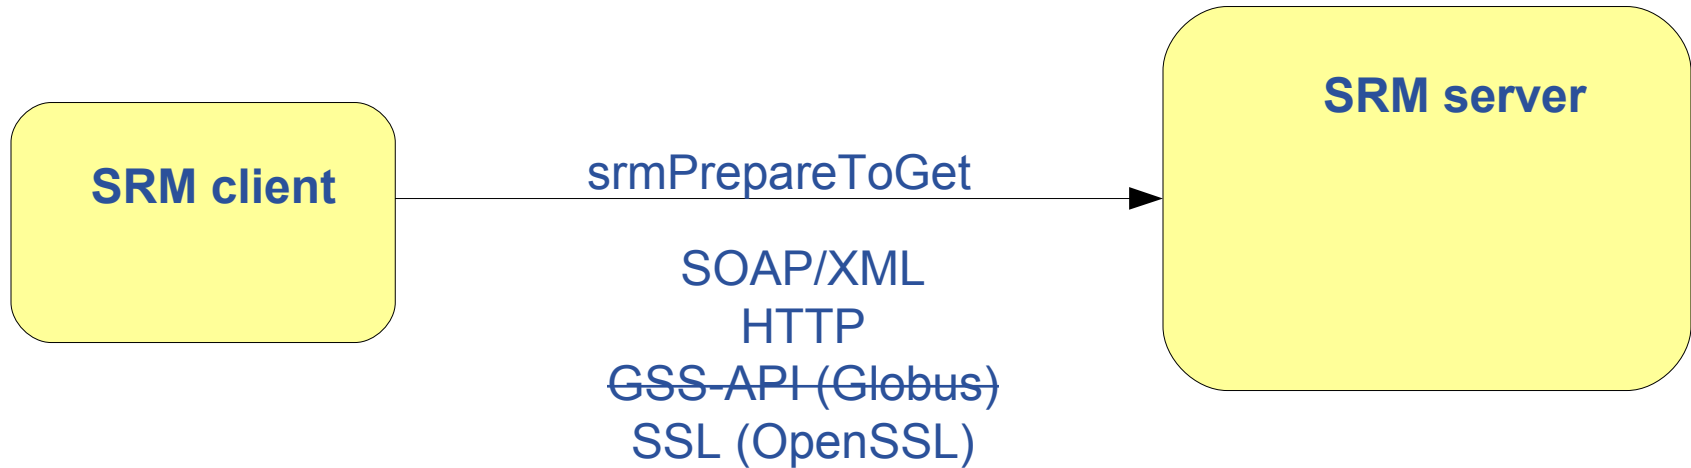 SRM client
srmPrepareToGet
SOAP/XML
HTTP
GSS-API (Globus)
SSL (OpenSSL)
SRM server